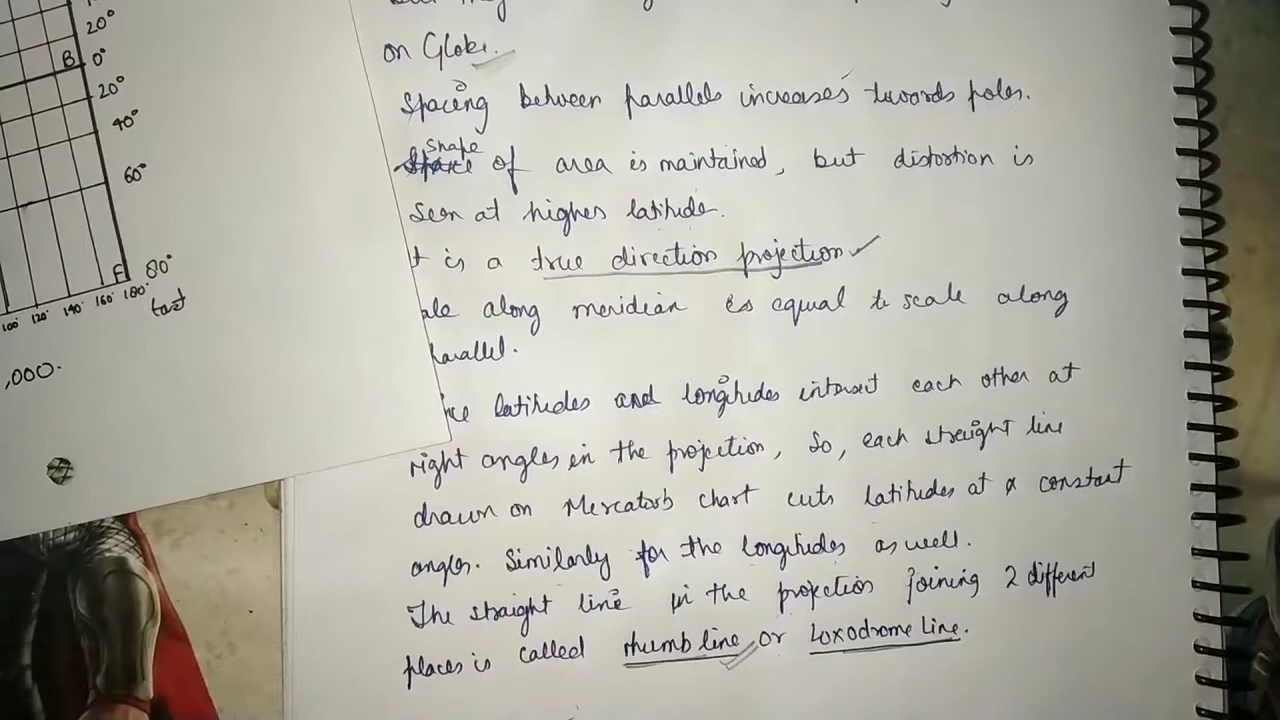 20°
B 0°
20°
40°
60°
F 80°
100° 120° 140° 160° 180°
East
,000.
on Globe.
Spacing between parallels increases towards poles.
shape
of area is maintained, but distortion is
seen at higher latitude.
t is a true direction projection
ale along meridian is equal to scale along
parallel.
latitudes and longitudes intersect each other at
right angles in the projection, So, each straight line
drawn on Mercator's chart cuts latitudes at a constant
angles. Similarly for the longitudes as well.
The straight line in the projection joining 2 different
places is called rhumb line or Loxodrome line.